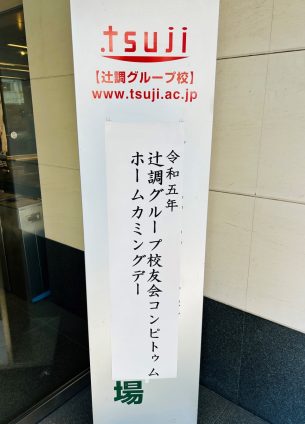 tsuji
【辻調グループ校】
www.tsuji.ac.jp
令和五年
辻調グループ校友会コンピトゥム
ホームカミングデー
場